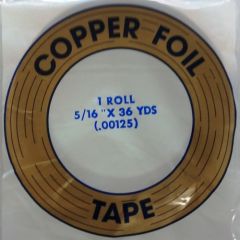 COPPER FOIL
1 ROLL
5/16 "X 36 YDS
(.00125)
TAPE